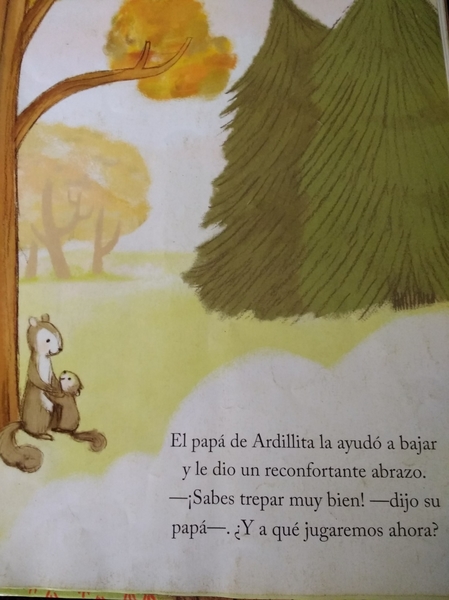 El papá de Ardillita la ayudó a bajar
y le dio un reconfortante abrazo.
—¡Sabes trepar muy bien! —dijo su
papá—. ¿Y a qué jugaremos ahora?